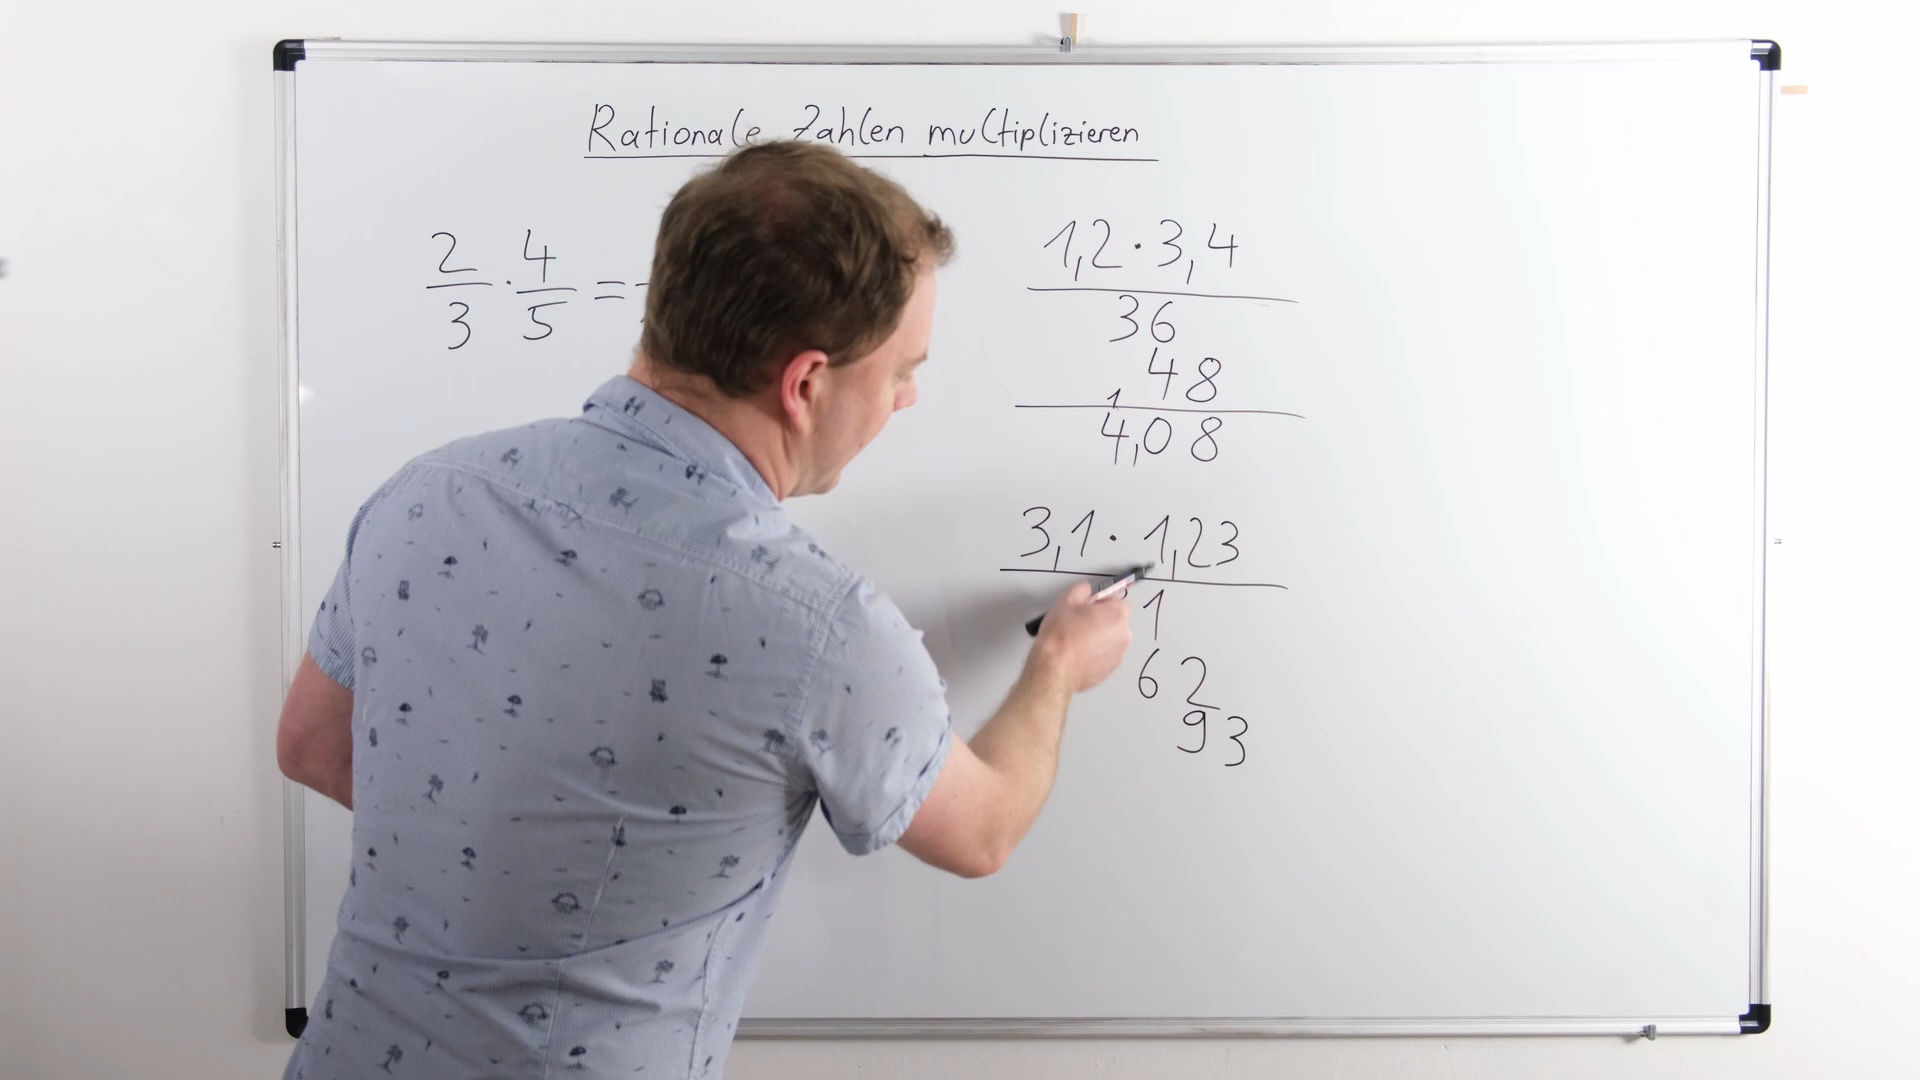 Rationale Zahlen multiplizieren
2/3 · 4/5 =
1,2 · 3,4
36
48
1
4,08
3,1 · 1,23
1
62
93